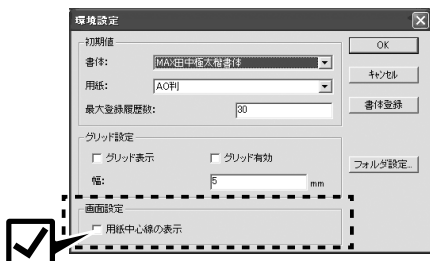 環境設定
初期値
書体: MAX田中極太楷書体
用紙: A0判
最大登録履歴数: 30
OK
キャンセル
書体登録
グリッド設定
グリッド表示 グリッド有効
幅: 5 mm
フォルダ設定...
画面設定
用紙中心線の表示